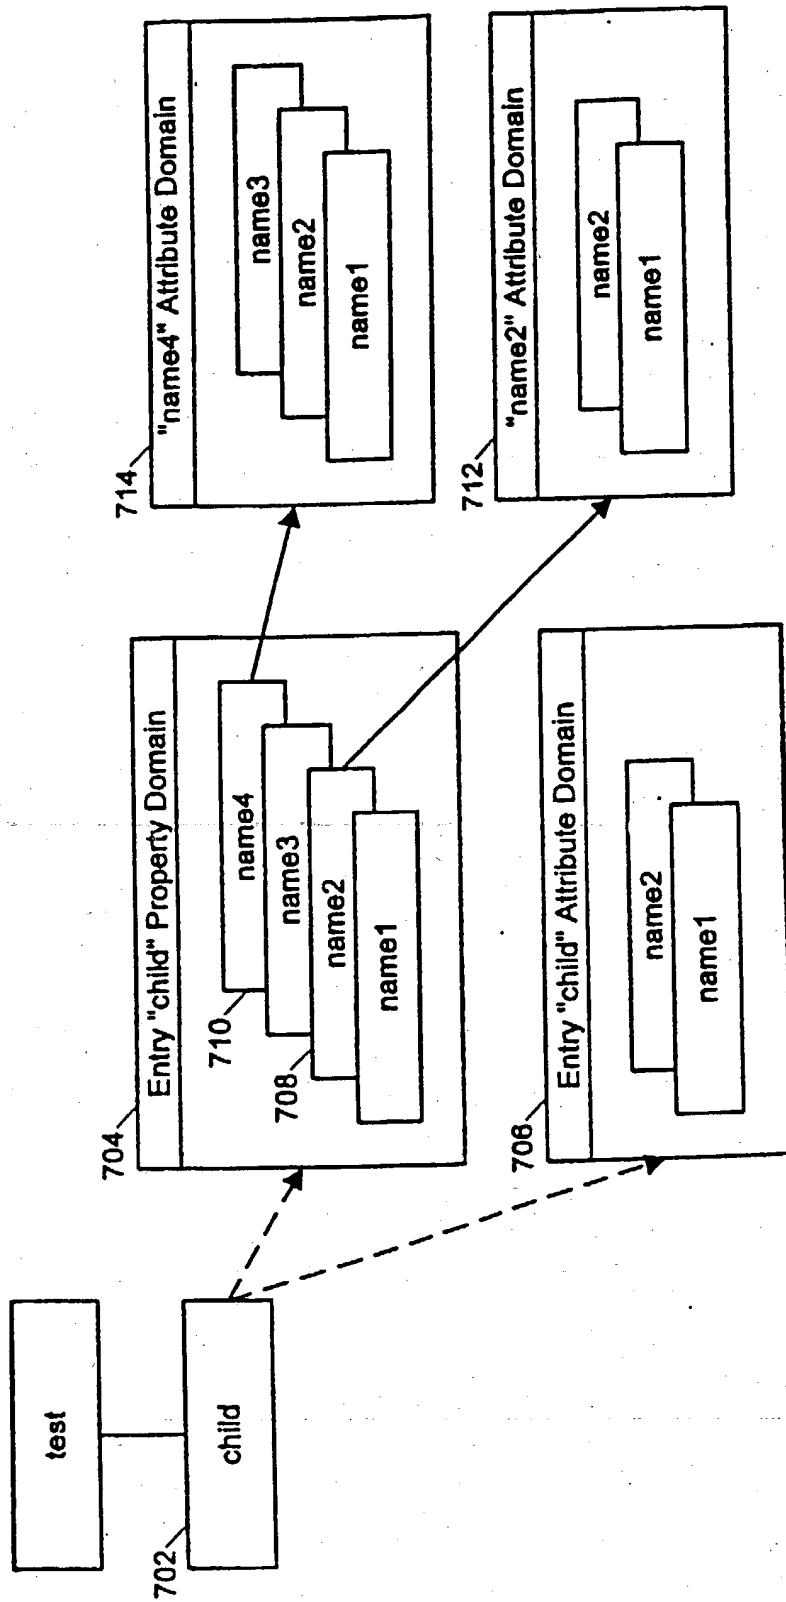 test
702
child
704
Entry "child" Property Domain
710
name4
name3
708
name2
name1
706
Entry "child" Attribute Domain
name2
name1
714
"name4" Attribute Domain
name3
name2
name1
712
"name2" Attribute Domain
name2
name1